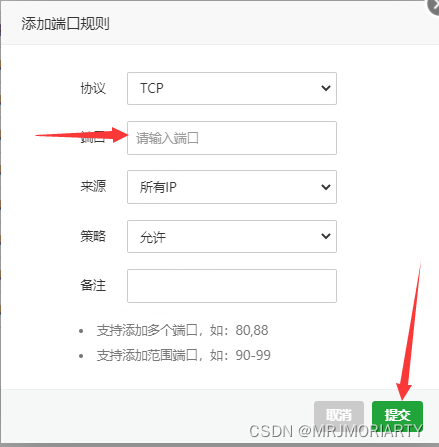 添加端口规则
协议 TCP
端口 请输入端口
来源 所有IP
策略 允许
备注
支持添加多个端口，如：80,88
支持添加范围端口，如：90-99
取消 提交
CSDN @MRJMORIARTY